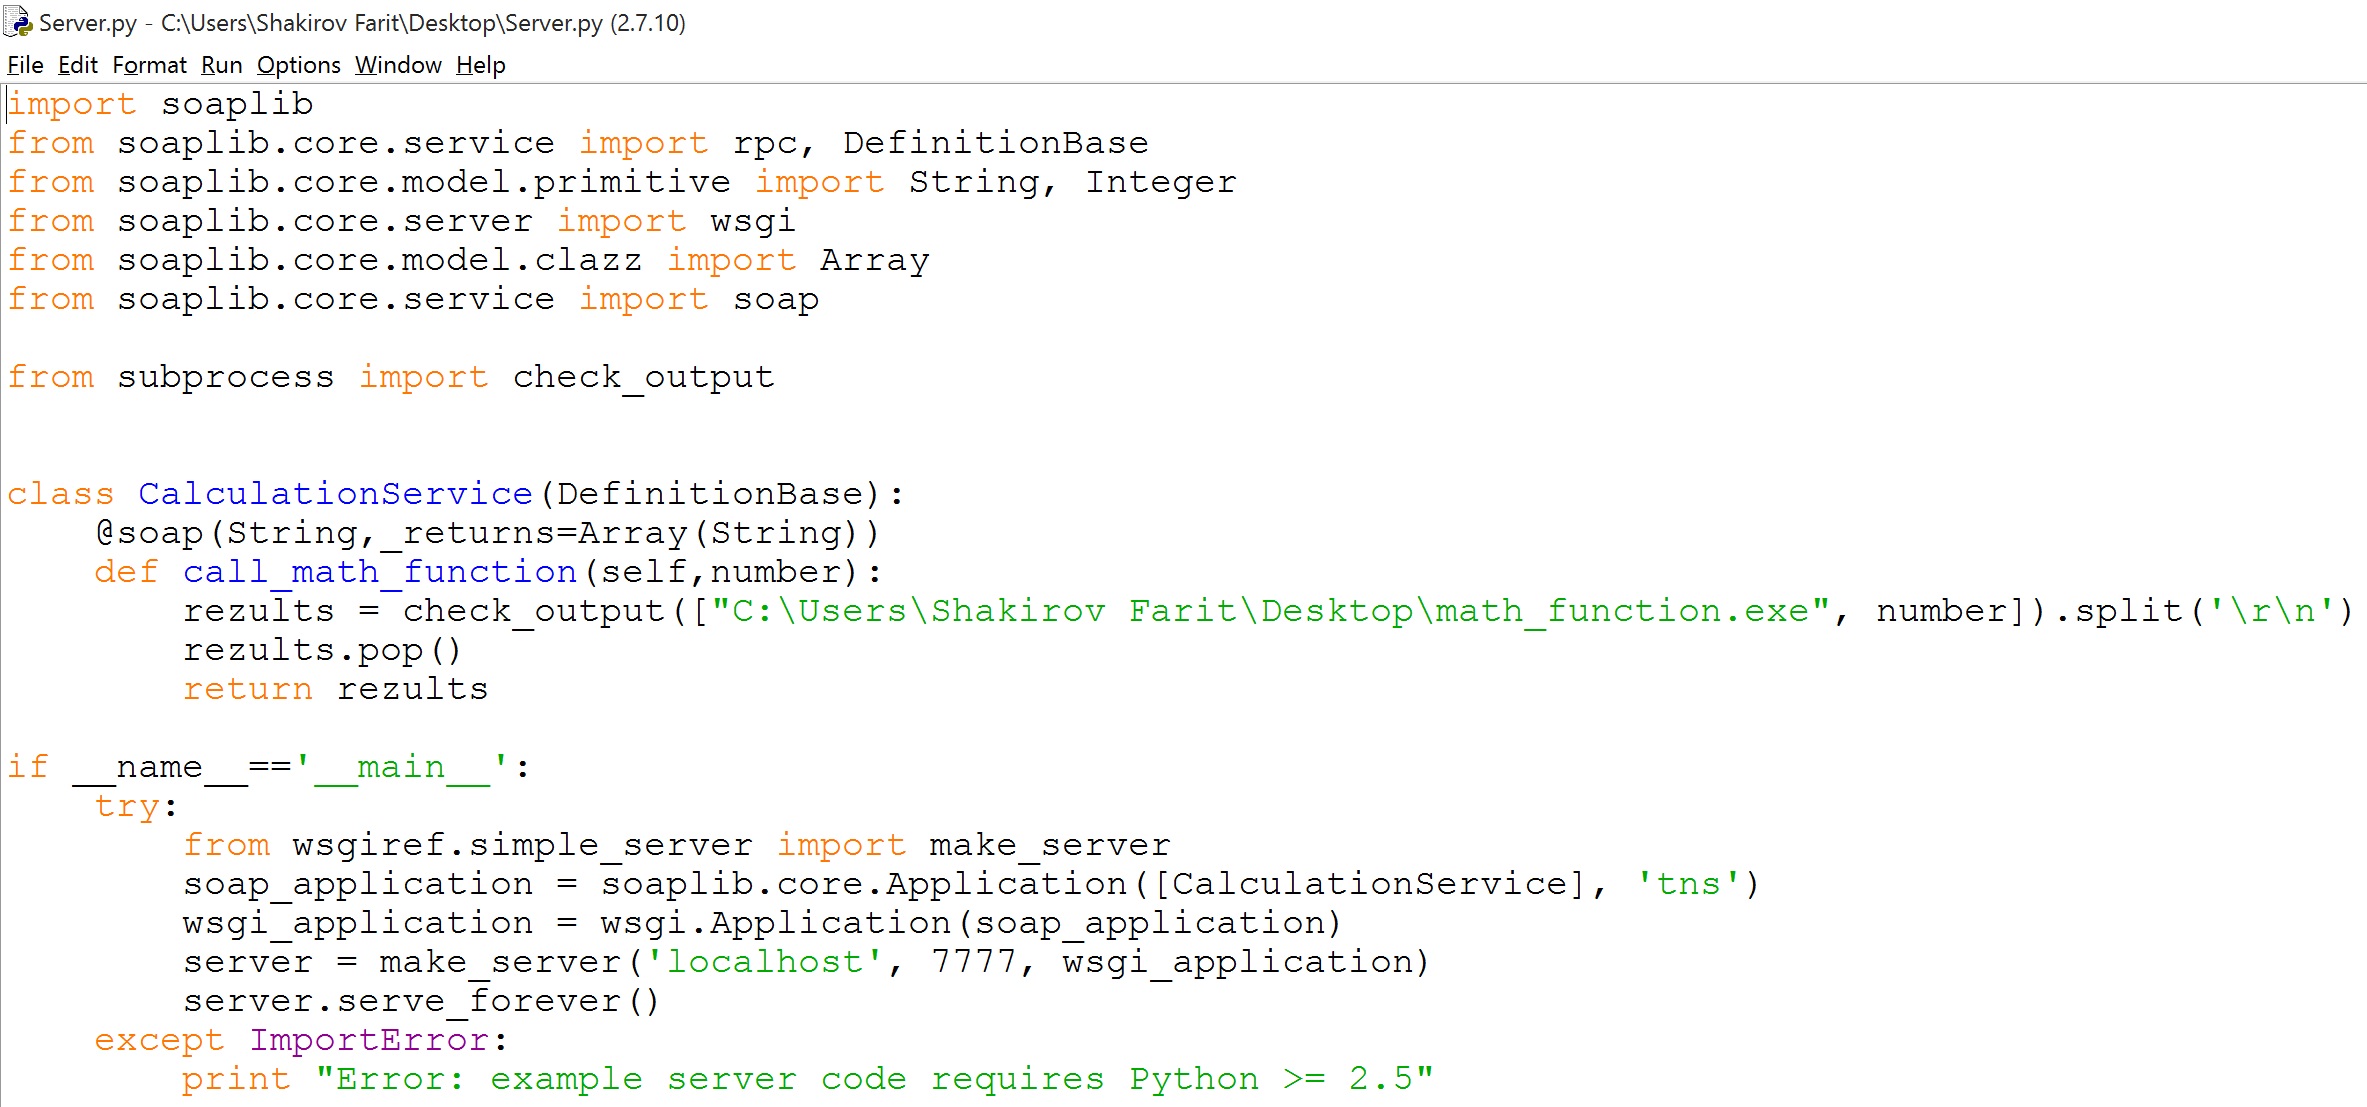 Server.py - C:\Users\Shakirov Farit\Desktop\Server.py (2.7.10)
File Edit Format Run Options Window Help
import soaplib
from soaplib.core.service import rpc, DefinitionBase
from soaplib.core.model.primitive import String, Integer
from soaplib.core.server import wsgi
from soaplib.core.model.clazz import Array
from soaplib.core.service import soap

from subprocess import check_output


class CalculationService(DefinitionBase):
    @soap(String,_returns=Array(String))
    def call_math_function(self,number):
        rezults = check_output(["C:\Users\Shakirov Farit\Desktop\math_function.exe", number]).split('\r\n')
        rezults.pop()
        return rezults

if __name__=='__main__':
    try:
        from wsgiref.simple_server import make_server
        soap_application = soaplib.core.Application([CalculationService], 'tns')
        wsgi_application = wsgi.Application(soap_application)
        server = make_server('localhost', 7777, wsgi_application)
        server.serve_forever()
    except ImportError:
        print "Error: example server code requires Python >= 2.5"